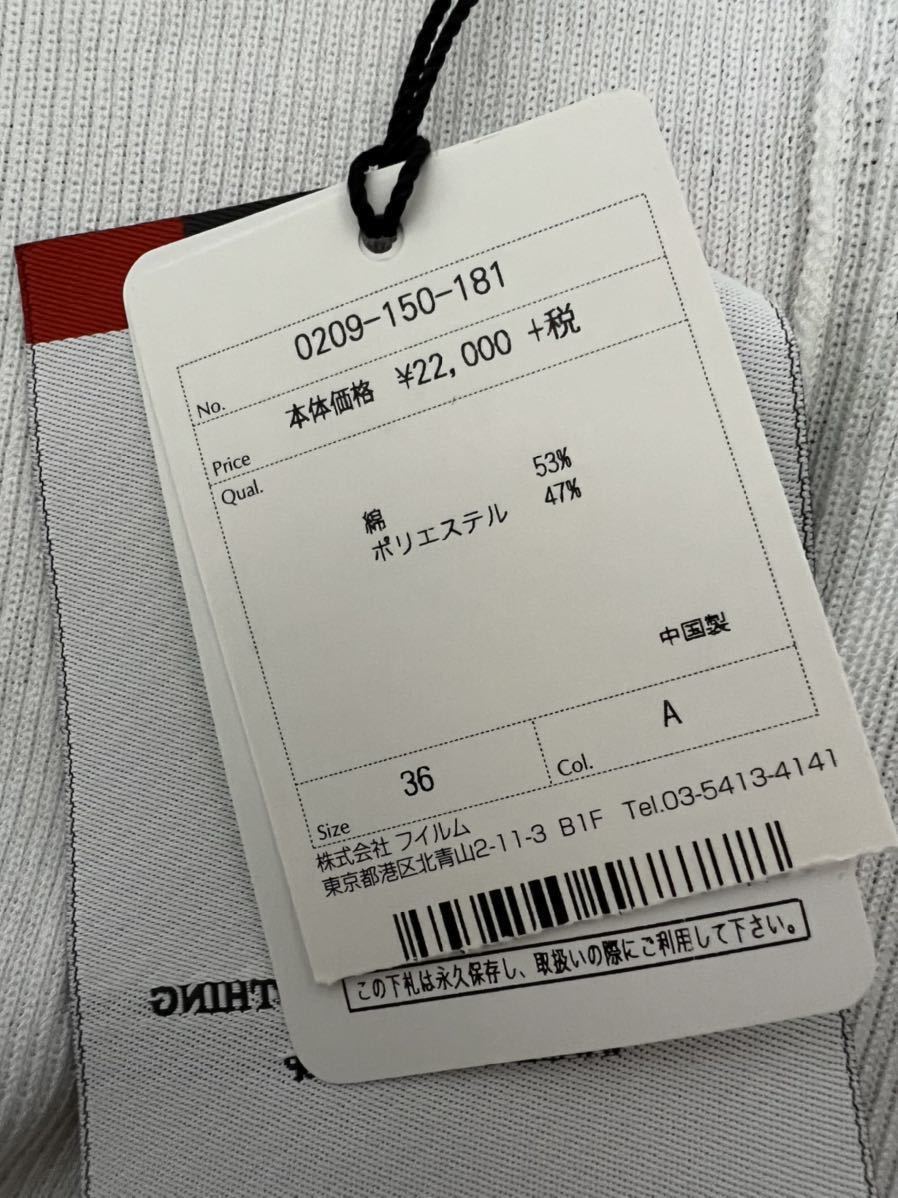 No. 0209-150-181
Price 本体価格 ¥22,000 +税
Qual.
綿 53%
ポリエステル 47%
中国製
Size 36 Col. A
株式会社 フイルム
東京都港区北青山2-11-3 B1F Tel.03-5413-4141
この下札は永久保存し、取扱いの際にご利用して下さい。